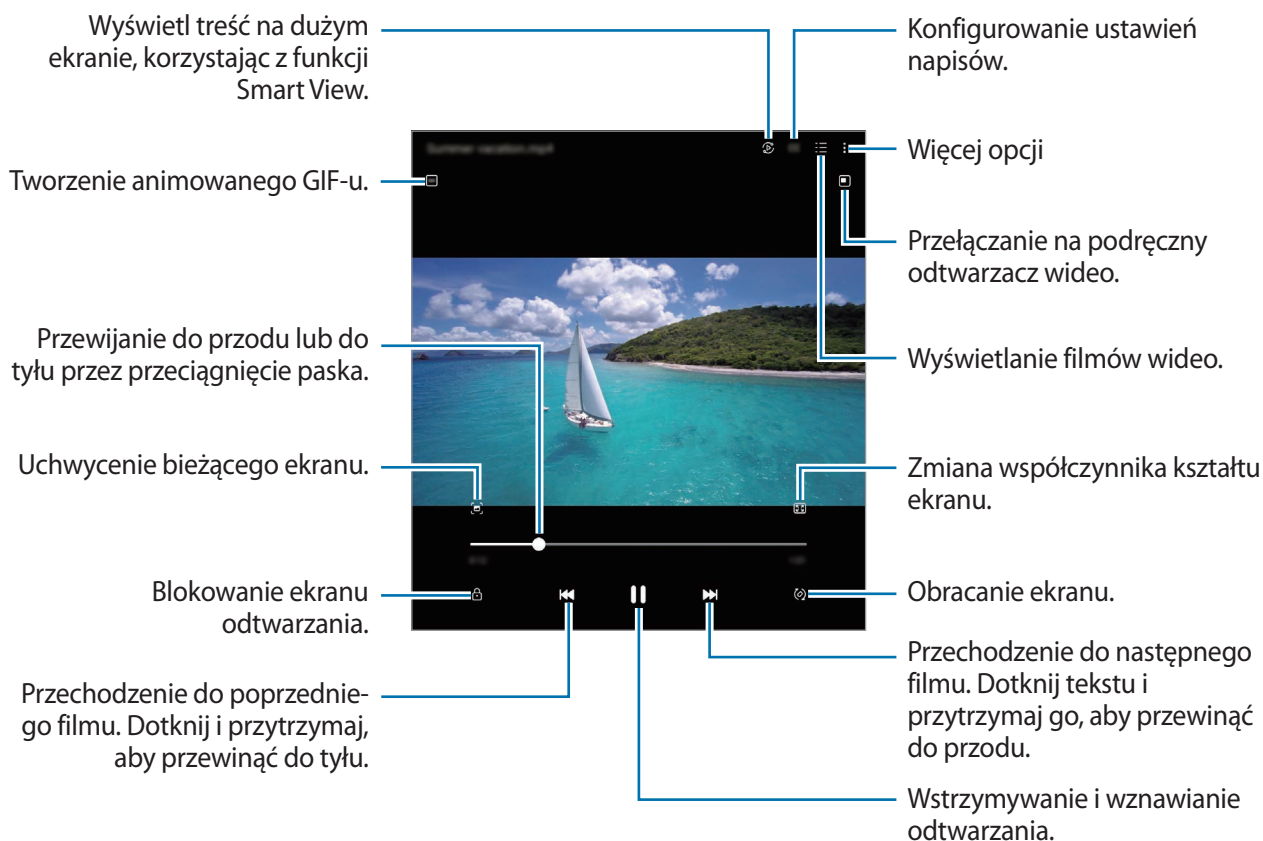 Wyświetl treść na dużym
ekranie, korzystając z funkcji
Smart View.
Konfigurowanie ustawień
napisów.
Summer vacation.mp4
Więcej opcji
Tworzenie animowanego GIF-u.
Przełączanie na podręczny
odtwarzacz wideo.
Przewijanie do przodu lub do
tyłu przez przeciągnięcie paska.
Wyświetlanie filmów wideo.
Uchwycenie bieżącego ekranu.
Zmiana współczynnika kształtu
ekranu.
Blokowanie ekranu
odtwarzania.
Obracanie ekranu.
Przechodzenie do poprzednie-
go filmu. Dotknij i przytrzymaj,
aby przewinąć do tyłu.
Przechodzenie do następnego
filmu. Dotknij tekstu i
przytrzymaj go, aby przewinąć
do przodu.
Wstrzymywanie i wznawianie
odtwarzania.